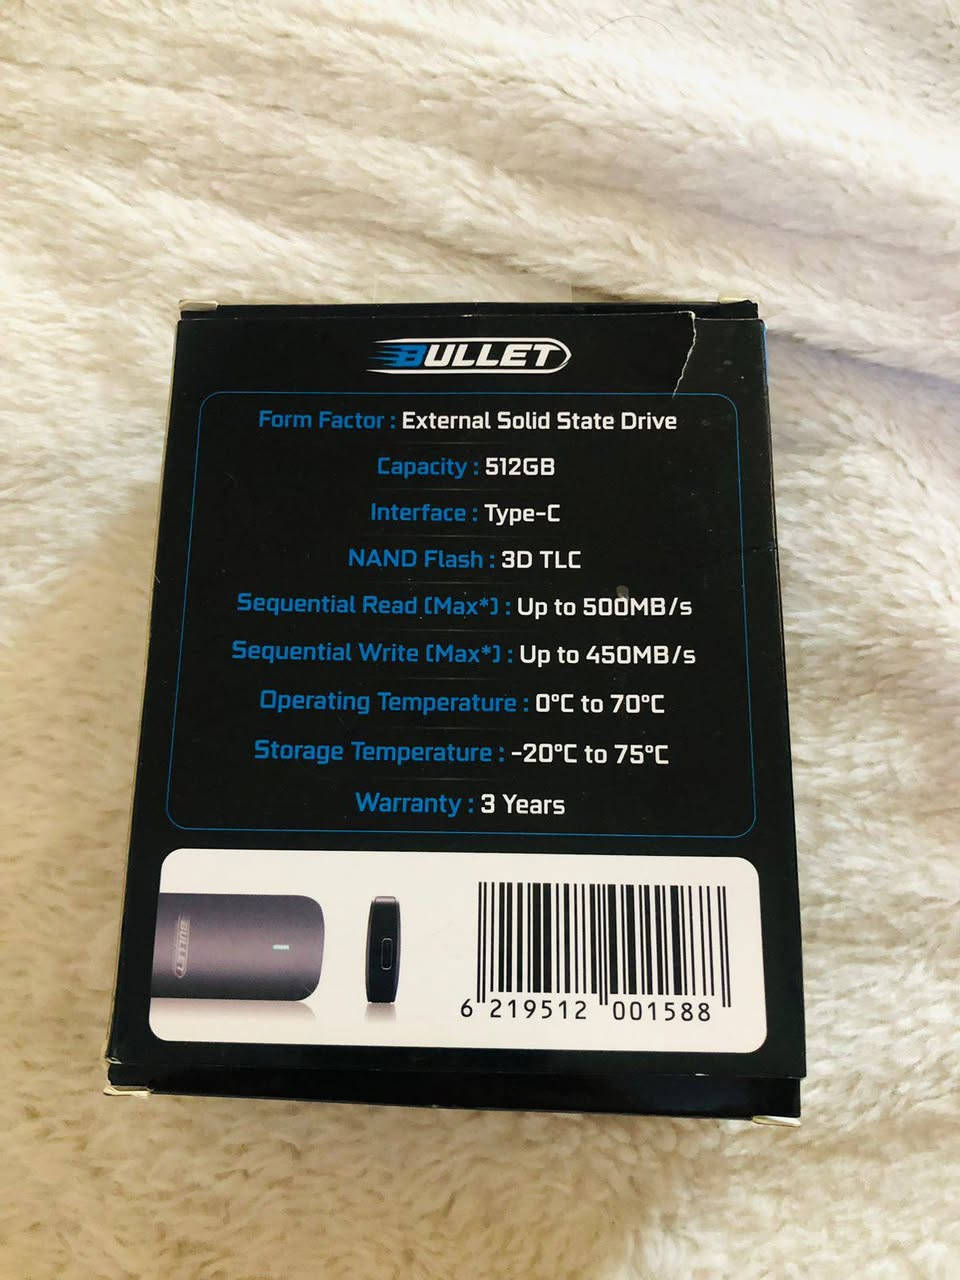 BULLET
Form Factor : External Solid State Drive
Capacity : 512GB
Interface : Type-C
NAND Flash : 3D TLC
Sequential Read (Max*) : Up to 500MB/s
Sequential Write (Max*) : Up to 450MB/s
Operating Temperature : 0°C to 70°C
Storage Temperature : -20°C to 75°C
Warranty : 3 Years
BULLET
6 219512 001588